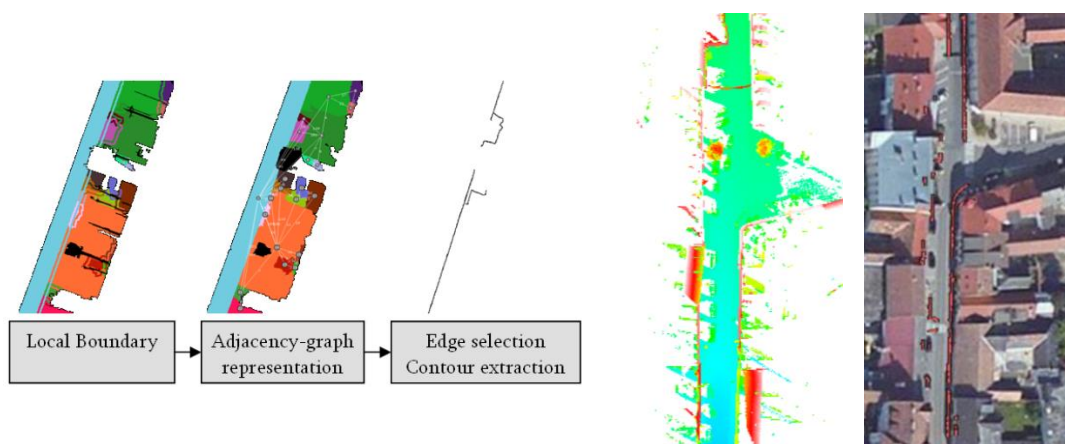 Local Boundary
Adjacency-graph
representation
Edge selection
Contour extraction